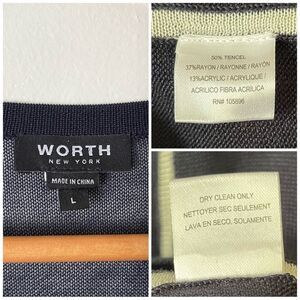 WORTH
NEW YORK
MADE IN CHINA
L
50% TENCEL
37%RAYON / RAYONNE / RAYON
13%ACRYLIC / ACRYLIQUE /
ACRILICO FIBRA ACRILICA
RN# 105896
DRY CLEAN ONLY
NETTOYER SEC SEULEMENT
LAVA EN SECO, SOLAMENTE